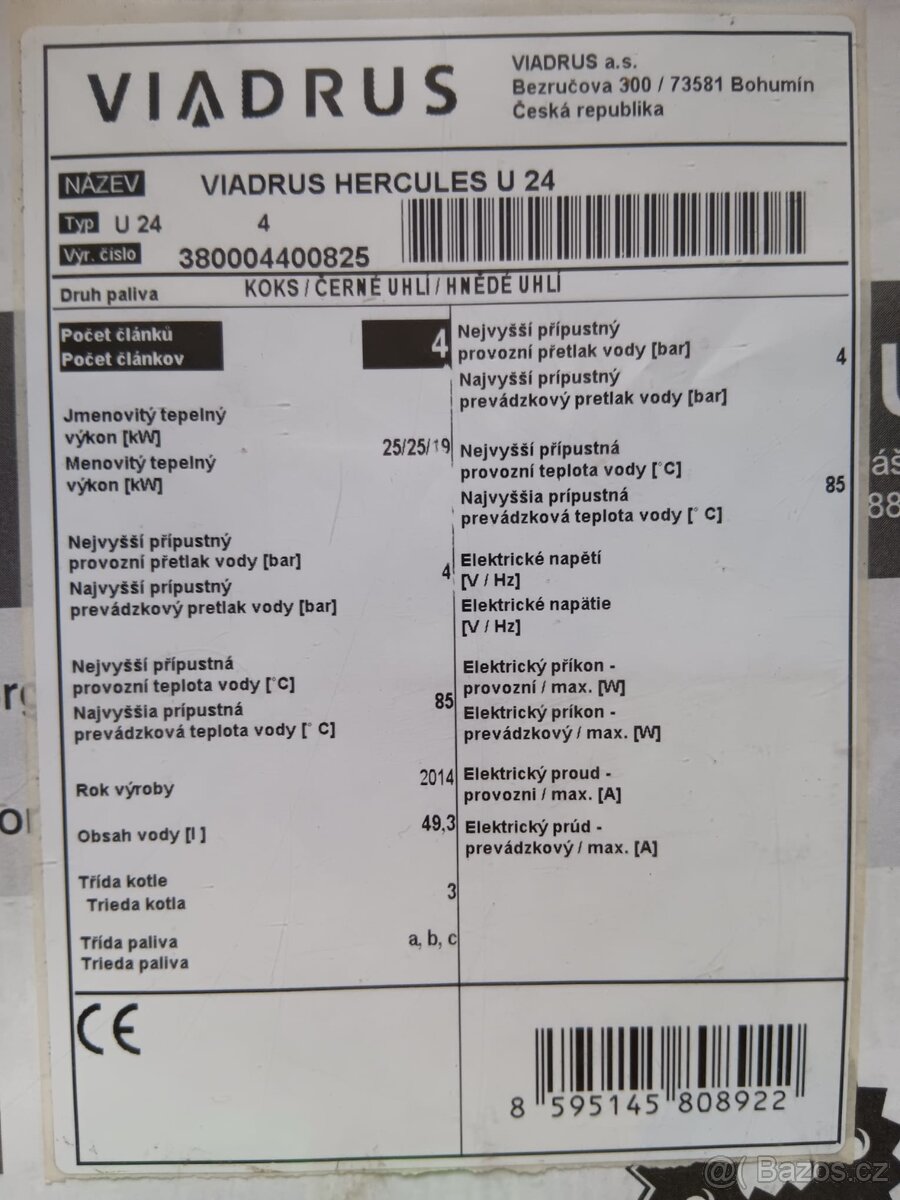 VIADRUS
VIADRUS a.s.
Bezručova 300 / 73581 Bohumín
Česká republika
NÁZEV VIADRUS HERCULES U 24
Typ U 24 4
Výr. číslo 380004400825
Druh paliva KOKS / ČERNÉ UHLÍ / HNĚDÉ UHLÍ
Počet článků
Počet článkov
4
Jmenovitý tepelný
výkon [kW]
Menovitý tepelný
výkon [kW]
25/25/19
Nejvyšší přípustný
provozní přetlak vody [bar]
Najvyšší prípustný
prevádzkový pretlak vody [bar]
4
Nejvyšší přípustná
provozní teplota vody [°C]
Najvyššia prípustná
prevádzková teplota vody [° C]
85
Rok výroby 2014
Obsah vody [l ] 49,3
Třída kotle
Trieda kotla
3
Třída paliva
Trieda paliva
a, b, c
Nejvyšší přípustný
provozní přetlak vody [bar]
Najvyšší prípustný
prevádzkový pretlak vody [bar]
4
Nejvyšší přípustná
provozní teplota vody [°C]
Najvyššia prípustná
prevádzková teplota vody [° C]
85
Elektrické napětí
[V / Hz]
Elektrické napätie
[V / Hz]
Elektrický příkon -
provozní / max. [W]
Elektrický príkon -
prevádzkový / max. [W]
Elektrický proud -
provozni / max. [A]
Elektrický prúd -
prevádzkový / max. [A]
CE
8 595145 808922
@( Bazos.cz